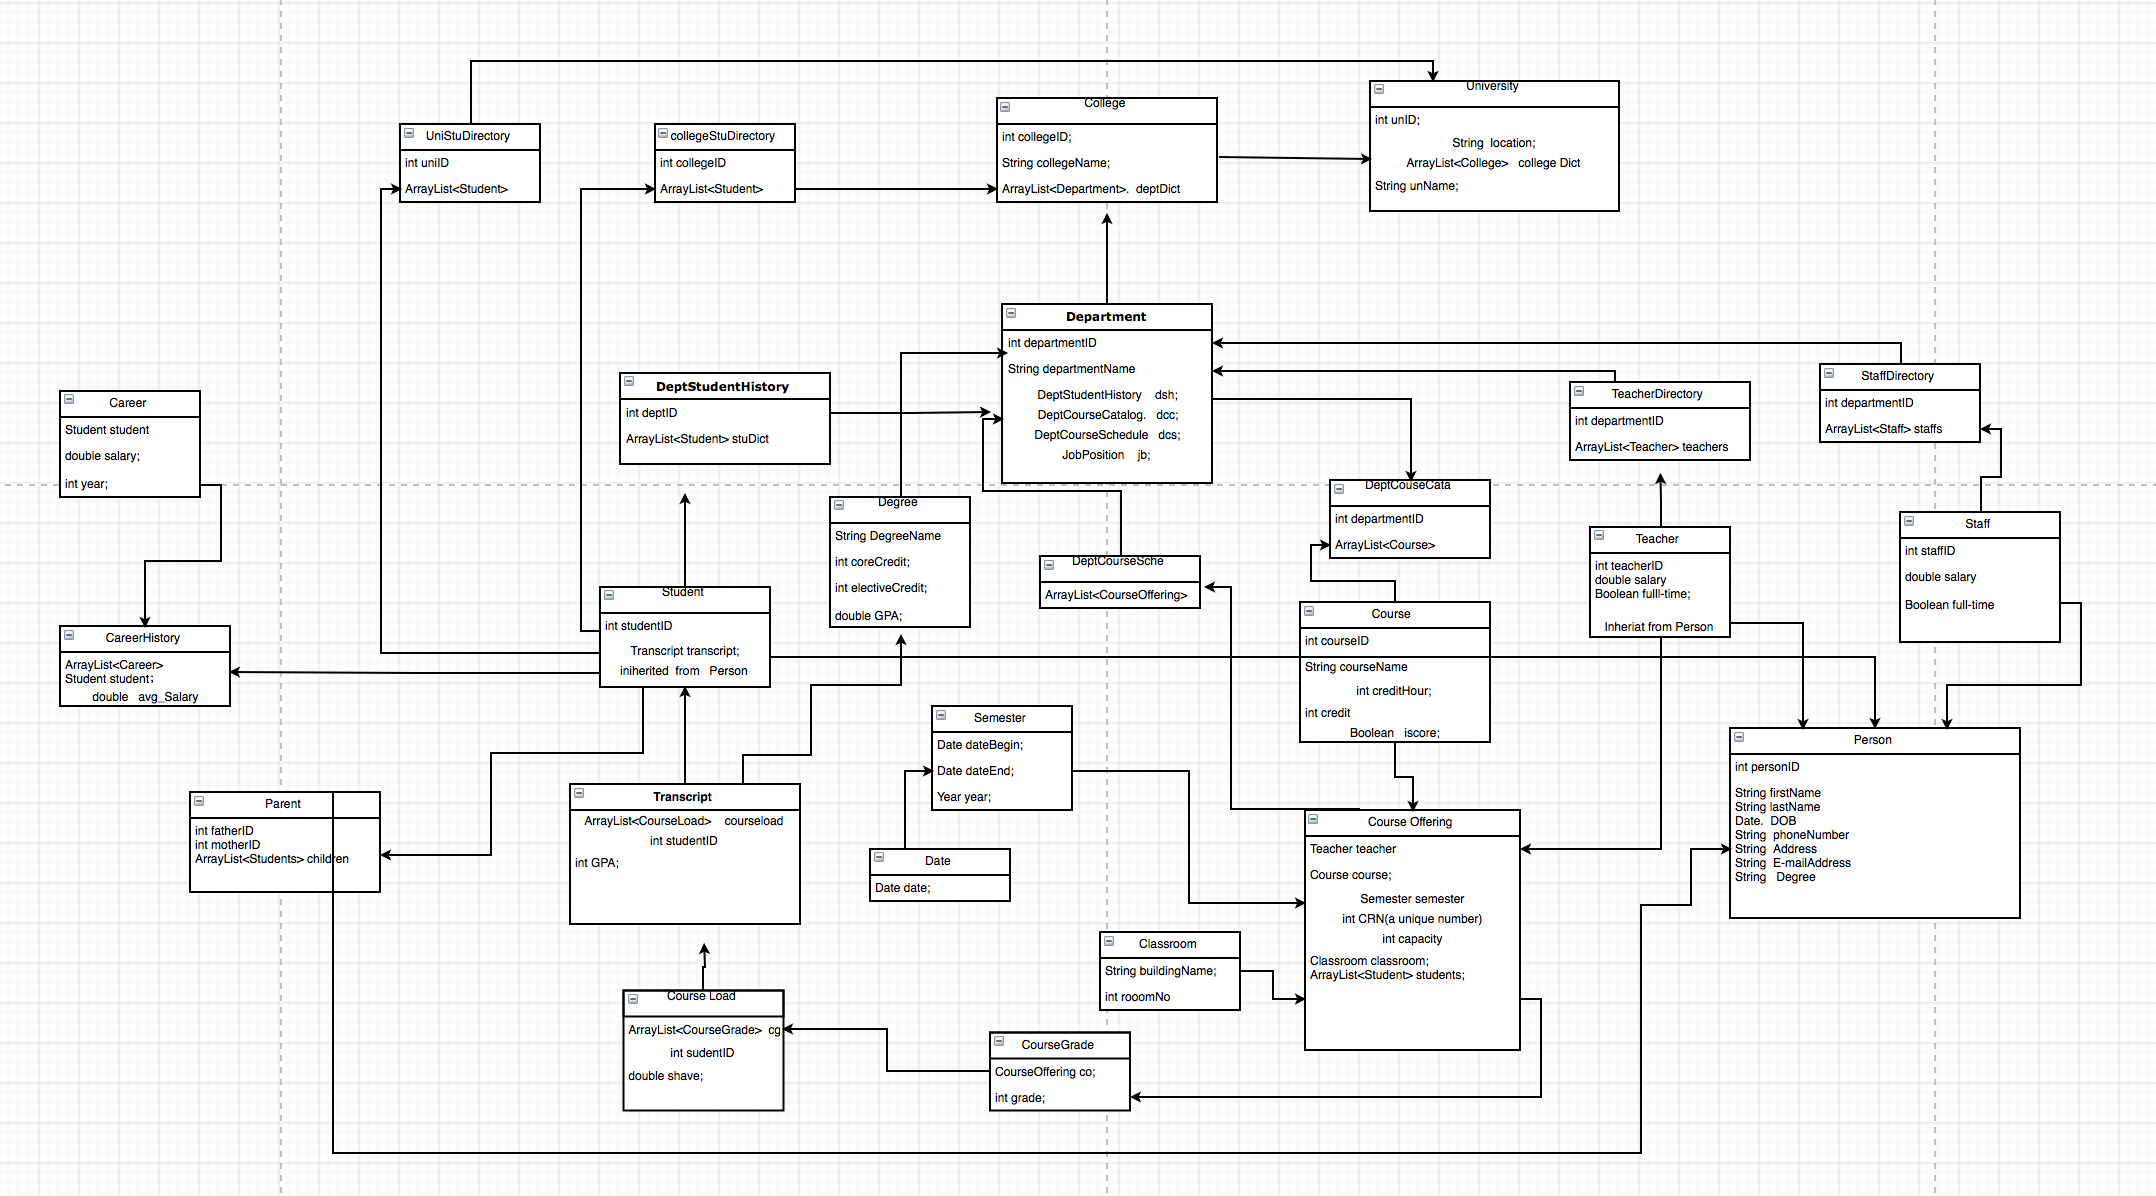 University
int unID;
String location;
ArrayList<College> college Dict
String unName;
College
int collegeID;
String collegeName;
ArrayList<Department>. deptDict
UniStuDirectory
int uniID
ArrayList<Student>
collegeStuDirectory
int collegeID
ArrayList<Student>
Department
int departmentID
String departmentName
DeptStudentHistory dsh;
DeptCourseCatalog. dcc;
DeptCourseSchedule dcs;
JobPosition jb;
DeptStudentHistory
int deptID
ArrayList<Student> stuDict
Career
Student student
double salary;
int year;
StaffDirectory
int departmentID
ArrayList<Staff> staffs
TeacherDirectory
int departmentID
ArrayList<Teacher> teachers
DeptCouseCata
int departmentID
ArrayList<Course>
Degree
String DegreeName
int coreCredit;
int electiveCredit;
double GPA;
DeptCourseSche
ArrayList<CourseOffering>
Teacher
int teacherID
double salary
Boolean fulll-time;
Inheriat from Person
Staff
int staffID
double salary
Boolean full-time
Student
int studentID
Transcript transcript;
iniherited from Person
Course
int courseID
String courseName
int creditHour;
int credit
Boolean iscore;
CareerHistory
ArrayList<Career>
Student student;
double avg_Salary
Semester
Date dateBegin;
Date dateEnd;
Year year;
Person
int personID
String firstName
String lastName
Date. DOB
String phoneNumber
String Address
String E-mailAddress
String Degree
Parent
int fatherID
int motherID
ArrayList<Students> children
Transcript
ArrayList<CourseLoad> courseload
int studentID
int GPA;
Date
Date date;
Course Offering
Teacher teacher
Course course;
Semester semester
int CRN(a unique number)
int capacity
Classroom classroom;
ArrayList<Student> students;
Classroom
String buildingName;
int rooomNo
Course Load
ArrayList<CourseGrade> cg
int sudentID
double shave;
CourseGrade
CourseOffering co;
int grade;